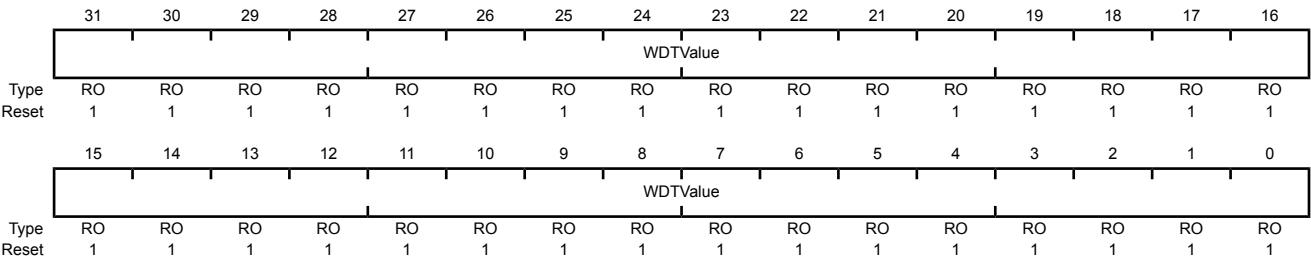 31 30 29 28 27 26 25 24 23 22 21 20 19 18 17 16
WDTValue
Type RO RO RO RO RO RO RO RO RO RO RO RO RO RO RO RO
Reset 1 1 1 1 1 1 1 1 1 1 1 1 1 1 1 1
15 14 13 12 11 10 9 8 7 6 5 4 3 2 1 0
WDTValue
Type RO RO RO RO RO RO RO RO RO RO RO RO RO RO RO RO
Reset 1 1 1 1 1 1 1 1 1 1 1 1 1 1 1 1